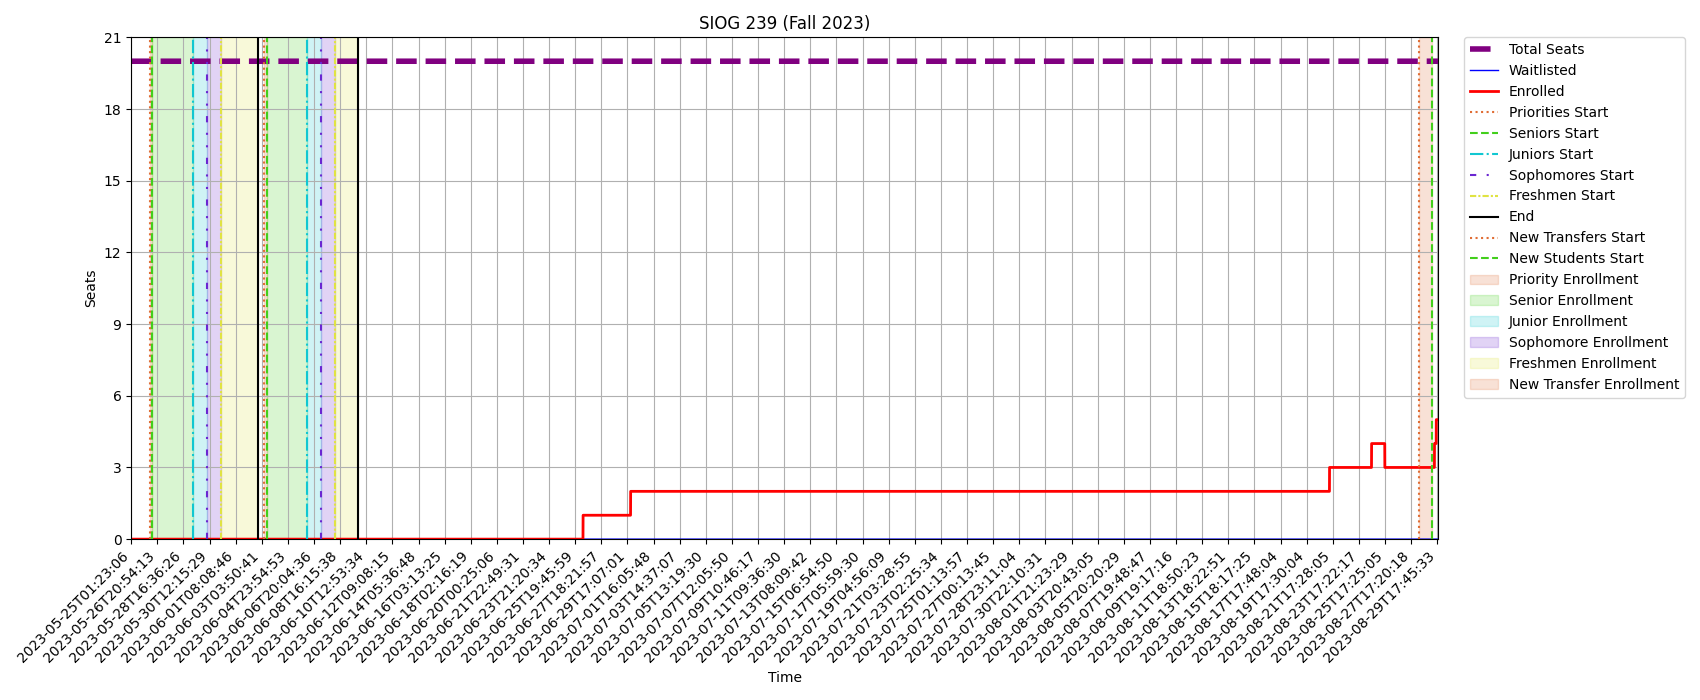 SIOG 239 (Fall 2023)
21
18
15
12
9
6
3
0
Seats
2023-05-25T01:23:06
2023-05-26T20:54:13
2023-05-28T16:36:26
2023-05-30T12:15:29
2023-06-01T08:08:46
2023-06-03T03:50:41
2023-06-04T23:54:53
2023-06-06T20:04:36
2023-06-08T16:15:38
2023-06-10T12:53:34
2023-06-12T09:08:15
2023-06-14T05:36:48
2023-06-16T03:13:25
2023-06-18T02:16:19
2023-06-20T00:25:06
2023-06-21T22:49:31
2023-06-23T21:20:34
2023-06-25T19:45:59
2023-06-27T18:21:57
2023-06-29T17:07:01
2023-07-01T16:05:48
2023-07-03T14:37:07
2023-07-05T13:19:30
2023-07-07T12:05:50
2023-07-09T10:46:17
2023-07-11T09:36:30
2023-07-13T08:09:42
2023-07-15T06:54:50
2023-07-17T05:59:30
2023-07-19T04:56:09
2023-07-21T03:28:55
2023-07-23T02:25:34
2023-07-25T01:13:57
2023-07-27T00:13:45
2023-07-28T23:11:04
2023-07-30T22:10:31
2023-08-01T21:23:29
2023-08-03T20:43:05
2023-08-05T20:20:29
2023-08-07T19:48:47
2023-08-09T19:17:16
2023-08-11T18:50:23
2023-08-13T18:22:51
2023-08-15T18:17:25
2023-08-17T17:48:04
2023-08-19T17:30:04
2023-08-21T17:28:05
2023-08-23T17:22:17
2023-08-25T17:25:05
2023-08-27T17:20:18
2023-08-29T17:45:33
Time
Total Seats
Waitlisted
Enrolled
Priorities Start
Seniors Start
Juniors Start
Sophomores Start
Freshmen Start
End
New Transfers Start
New Students Start
Priority Enrollment
Senior Enrollment
Junior Enrollment
Sophomore Enrollment
Freshmen Enrollment
New Transfer Enrollment